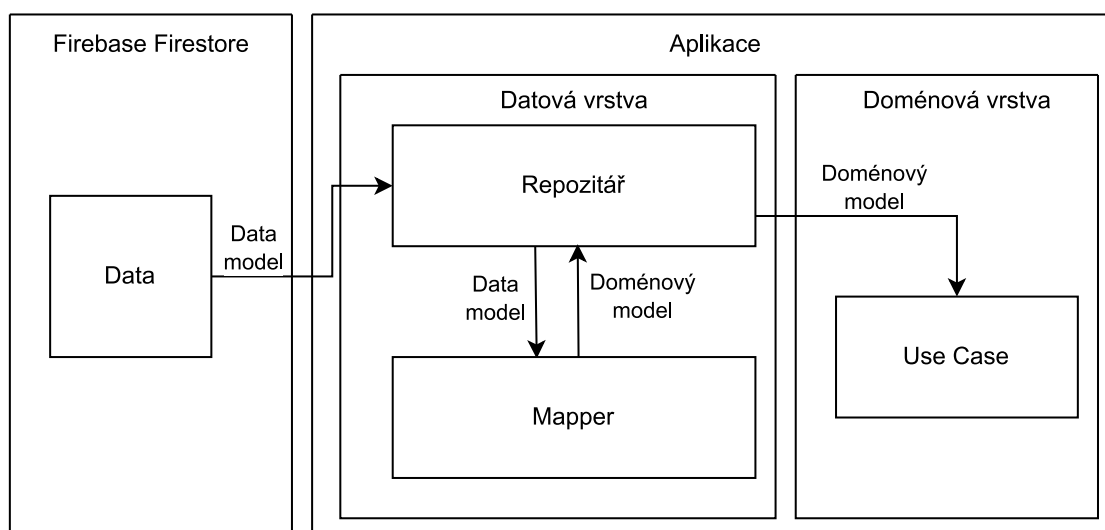 Firebase Firestore
Aplikace
Datová vrstva
Doménová vrstva
Repozitář
Doménový
model
Data
model
Data
Data
model
Doménový
model
Use Case
Mapper